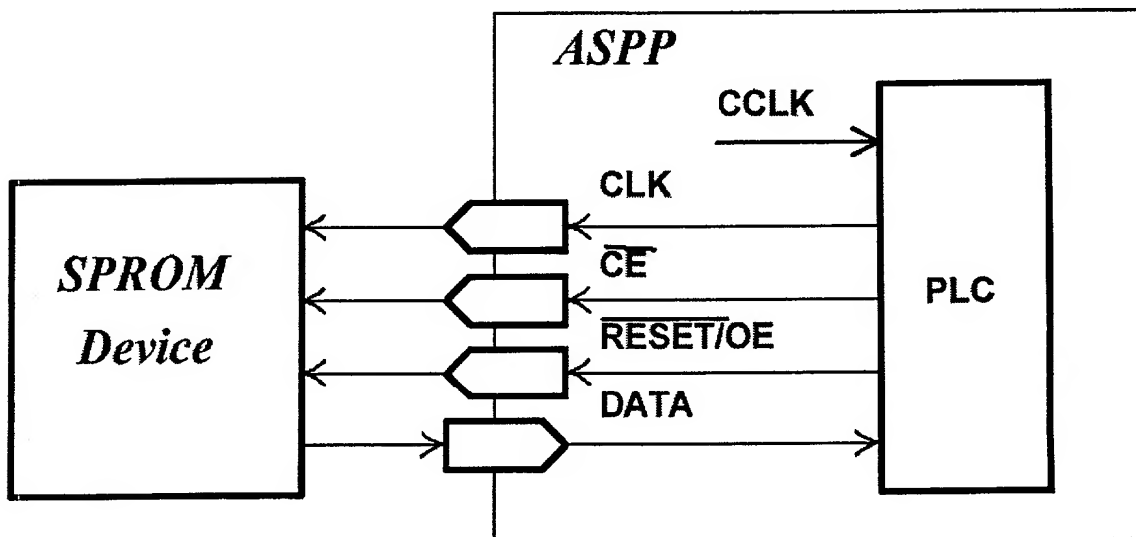 ASPP
CCLK
CLK
CE
SPROM
Device
PLC
RESET/OE
DATA